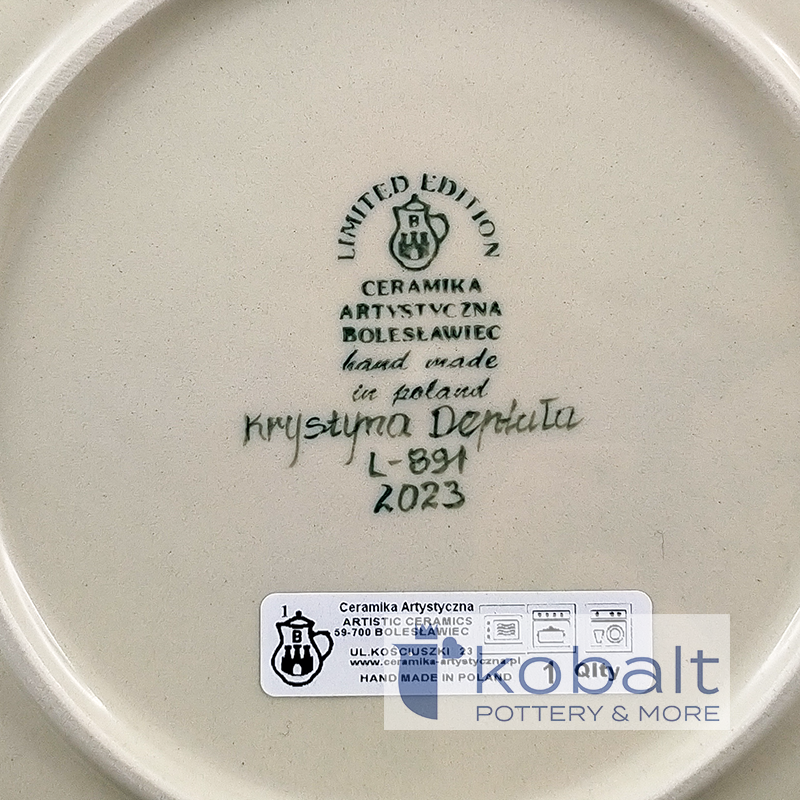 LIMITED EDITION
B
CERAMIKA
ARTYSTYCZNA
BOLESŁAWIEC
hand made
in poland
Krystyna Deptuła
L-891
2023
1
B
Ceramika Artystyczna
ARTISTIC CERAMICS
59-700 BOLESŁAWIEC
UL.KOŚCIUSZKI 23
www.ceramika-artystyczna.pl
HAND MADE IN POLAND
1 Qlty
kobalt
POTTERY & MORE